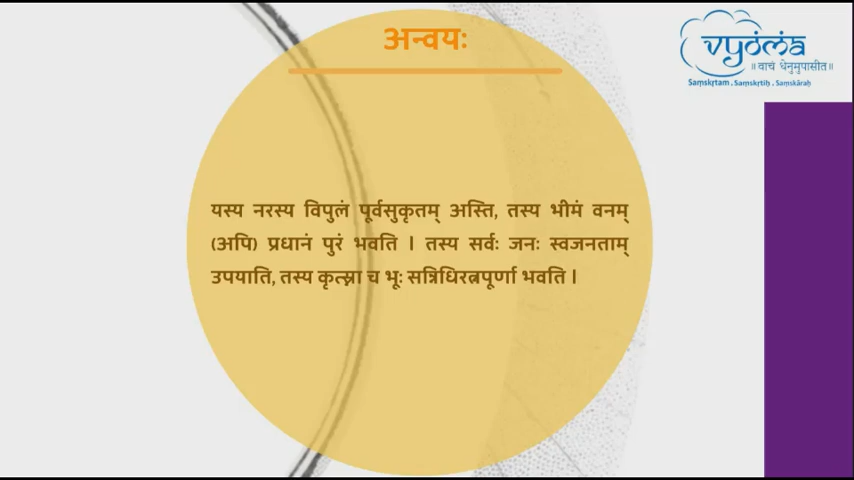 अन्वयः
vyoma
॥ वाचं धेनुमुपासीत॥
Saṃskṛtam , Saṃskṛtiḥ , Saṃskāraḥ
यस्य नरस्य विपुलं पूर्वसुकृतम् अस्ति, तस्य भीमं वनम्
(अपि) प्रधानं पुरं भवति । तस्य सर्वः जनः स्वजनताम्
उपयाति, तस्य कृत्स्ना च भूः सन्निधिरत्नपूर्णा भवति ।